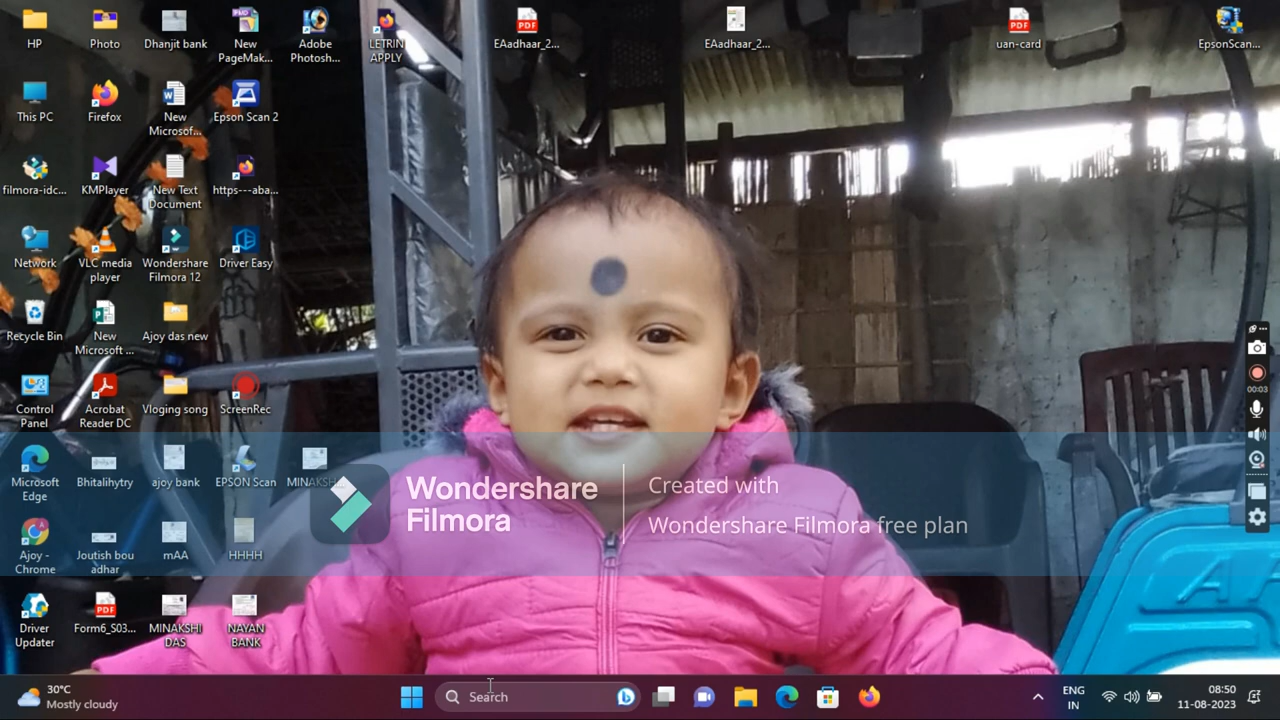 HP
Photo
Dhanjit bank
New
PageMak...
Adobe
Photosh...
LETRIN
APPLY
EAadhaar_2...
EAadhaar_2...
uan-card
EpsonScan...
This PC
Firefox
New
Microsof...
Epson Scan 2
filmora-idc...
KMPlayer
New Text
Document
https---aba...
Network
VLC media
player
Wondershare
Filmora 12
Driver Easy
Recycle Bin
New
Microsoft ...
Ajoy das new
Control
Panel
Acrobat
Reader DC
Vloging song
ScreenRec
00:03
Microsoft
Edge
Bhitalihytry
ajoy bank
EPSON Scan
Wondershare
Filmora
Created with
Wondershare Filmora free plan
Ajoy -
Chrome
Joutish bou
adhar
mAA
HHHH
Driver
Updater
Form6_S03...
MINAKSHI
DAS
NAYAN
BANK
30°C
Mostly cloudy
Search
ENG
IN
08:50
11-08-2023